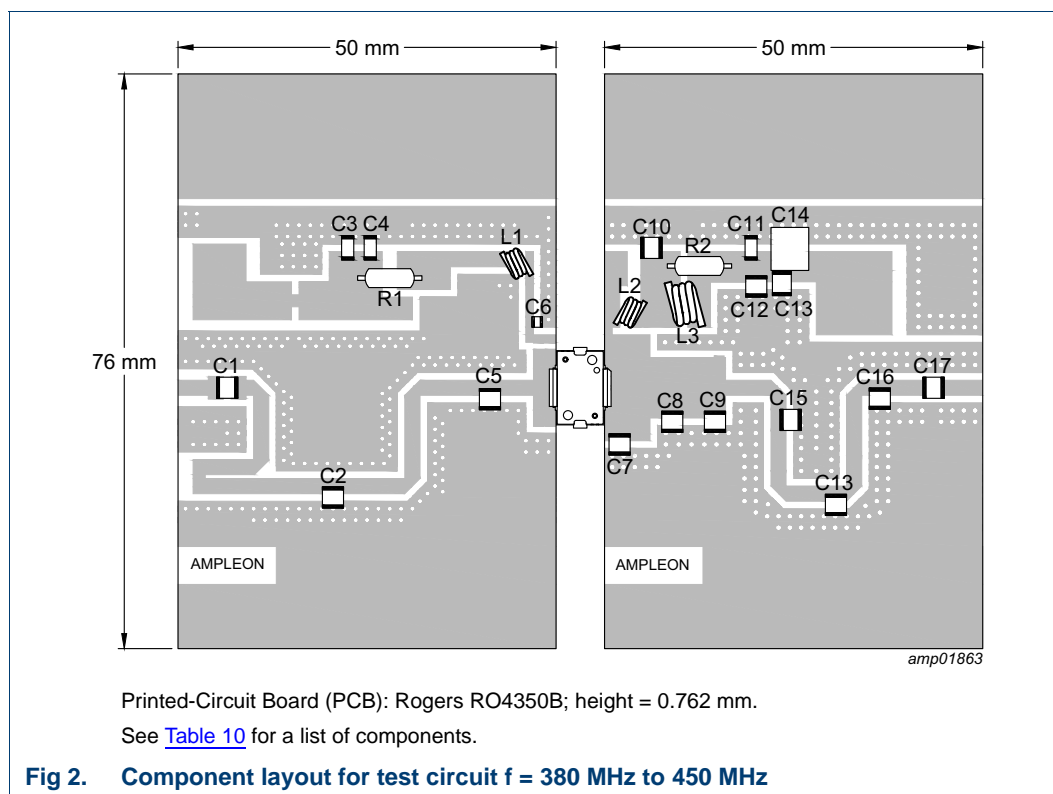 50 mm
50 mm
76 mm
C3
C4
L1
R1
C6
C1
C5
C2
AMPLEON
C10
C11
C14
R2
L2
C12
C13
L3
C17
C16
C8
C9
C15
C7
C13
AMPLEON
amp01863
Printed-Circuit Board (PCB): Rogers RO4350B; height = 0.762 mm.
See Table 10 for a list of components.
Fig 2. Component layout for test circuit f = 380 MHz to 450 MHz